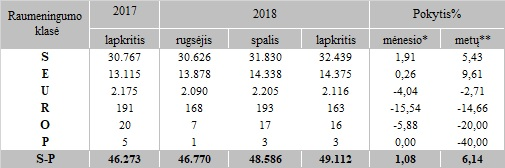 Raumeningumo klasė 2017 2018 Pokytis%
lapkritis rugsėjis spalis lapkritis mėnesio* metų**
S 30.767 30.626 31.830 32.439 1,91 5,43
E 13.115 13.878 14.338 14.375 0,26 9,61
U 2.175 2.090 2.205 2.116 -4,04 -2,71
R 191 168 193 163 -15,54 -14,66
O 20 7 17 16 -5,88 -20,00
P 5 1 3 3 0,00 -40,00
S-P 46.273 46.770 48.586 49.112 1,08 6,14